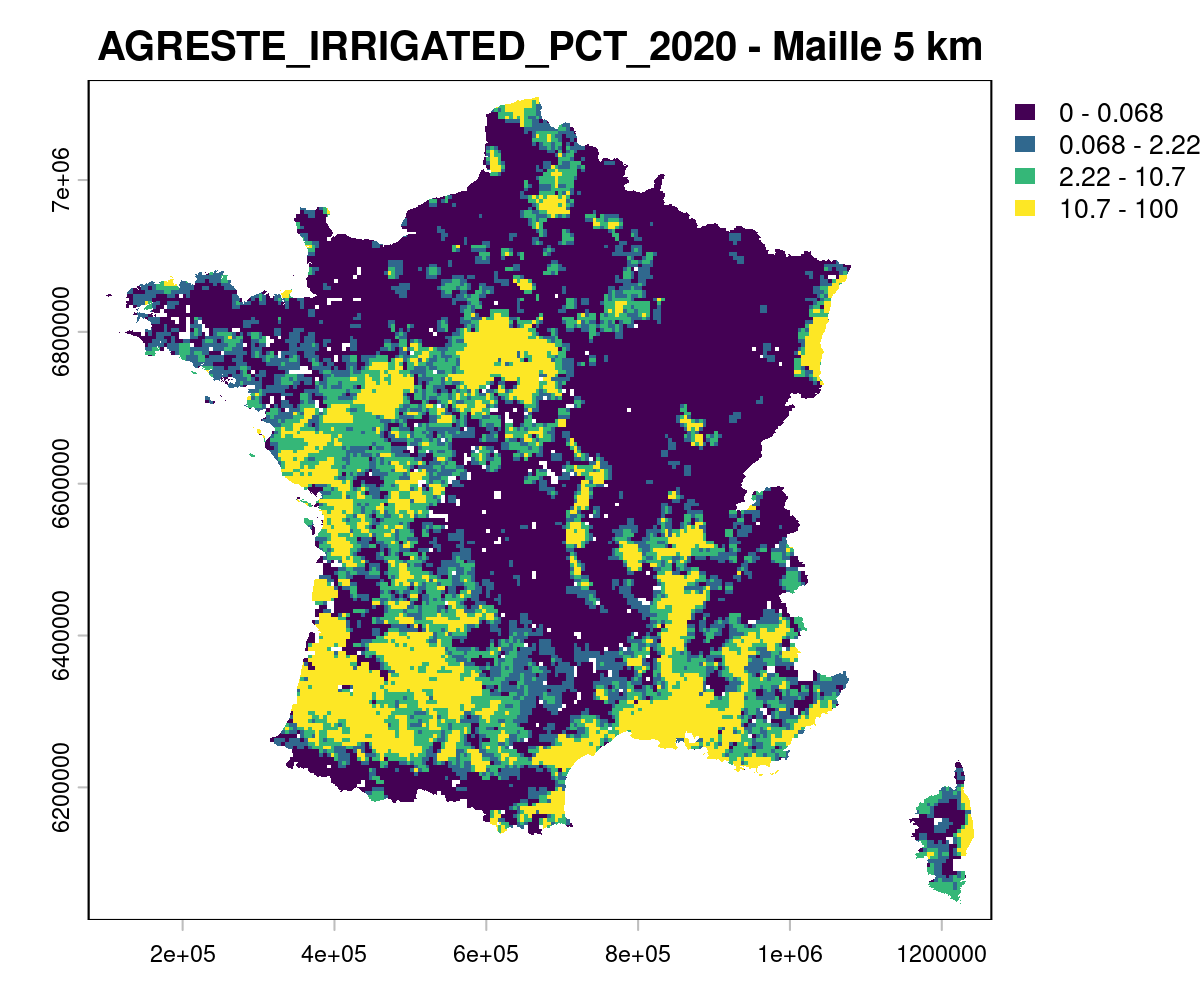 AGRESTE_IRRIGATED_PCT_2020 - Maille 5 km
0 - 0.068
0.068 - 2.22
2.22 - 10.7
10.7 - 100
7e+06
6800000
6600000
6400000
6200000
2e+05 4e+05 6e+05 8e+05 1e+06 1200000